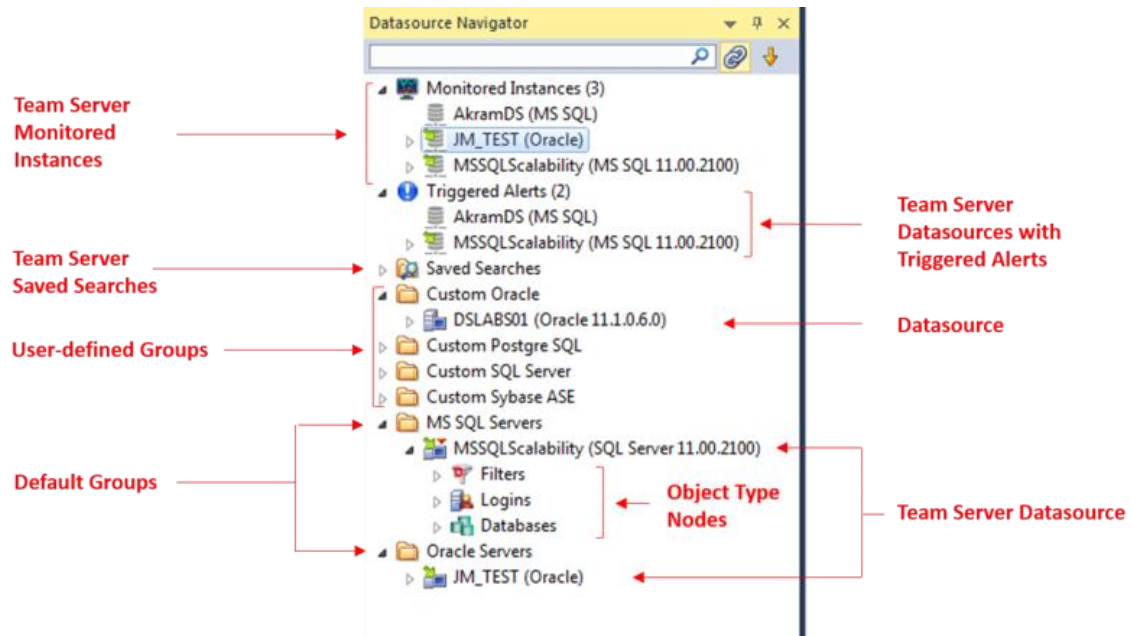 Datasource Navigator
Team Server
Monitored
Instances
Monitored Instances (3)
AkramDS (MS SQL)
JM_TEST (Oracle)
MSSQLScalability (MS SQL 11.00.2100)
Triggered Alerts (2)
AkramDS (MS SQL)
MSSQLScalability (MS SQL 11.00.2100)
Team Server
Datasources with
Triggered Alerts
Team Server
Saved Searches
Saved Searches
User-defined Groups
Custom Oracle
DSLABS01 (Oracle 11.1.0.6.0)
Datasource
Custom Postgre SQL
Custom SQL Server
Custom Sybase ASE
Default Groups
MS SQL Servers
MSSQLScalability (SQL Server 11.00.2100)
Filters
Logins
Databases
Object Type
Nodes
Team Server Datasource
Oracle Servers
JM_TEST (Oracle)